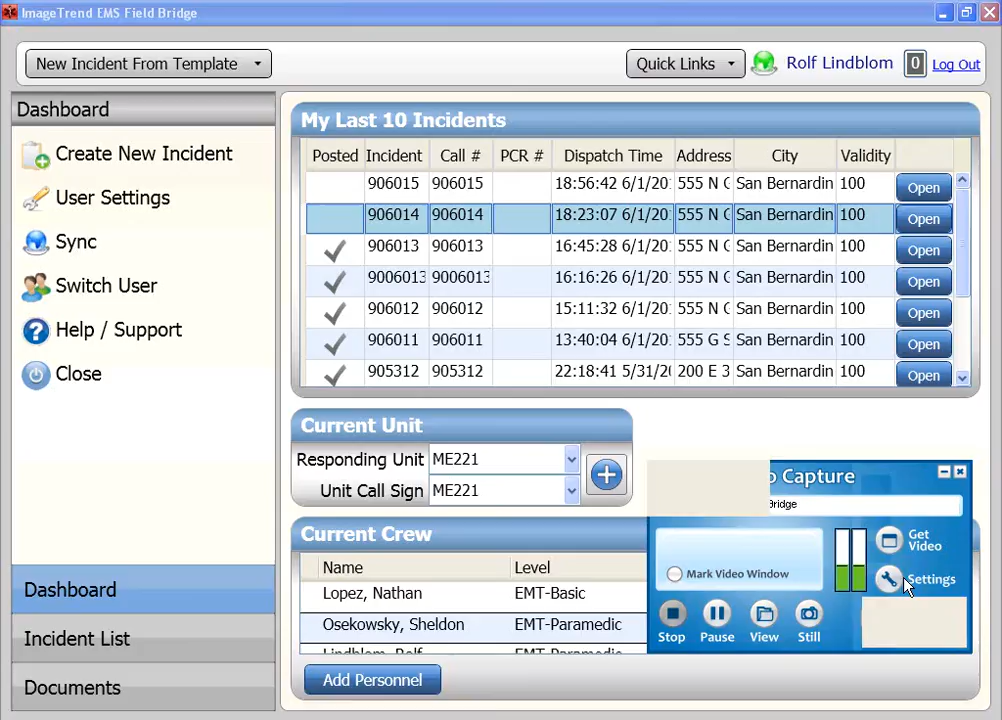 ImageTrend EMS Field Bridge
New Incident From Template
Quick Links
Rolf Lindblom
0
Log Out
Dashboard
Create New Incident
User Settings
Sync
Switch User
Help / Support
Close
Dashboard
Incident List
Documents
My Last 10 Incidents
Posted Incident Call # PCR # Dispatch Time Address City Validity
906015 906015 18:56:42 6/1/20 555 N San Bernardin 100 Open
906014 906014 18:23:07 6/1/20 555 N San Bernardin 100 Open
906013 906013 16:45:28 6/1/20 555 N San Bernardin 100 Open
9006013 9006013 16:16:26 6/1/20 555 N San Bernardin 100 Open
906012 906012 15:11:32 6/1/20 555 N San Bernardin 100 Open
906011 906011 13:40:04 6/1/20 555 G S San Bernardin 100 Open
905312 905312 22:18:41 5/31/20 200 E 3 San Bernardin 100 Open
Current Unit
Responding Unit ME221
Unit Call Sign ME221
Current Crew
Name Level
Lopez, Nathan EMT-Basic
Osekowsky, Sheldon EMT-Paramedic
Lindblom, Rolf EMT-Paramedic
Add Personnel
o Capture
Bridge
Mark Video Window
Get
Video
Settings
Stop Pause View Still